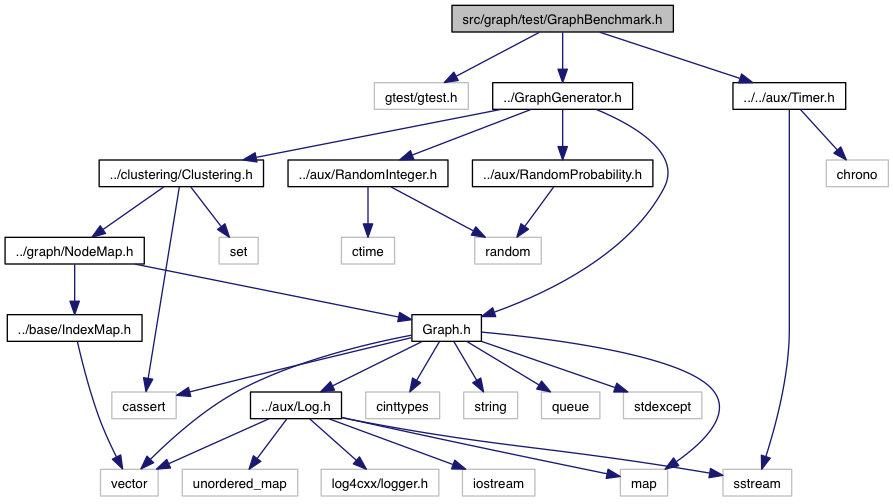 src/graph/test/GraphBenchmark.h
gtest/gtest.h
../GraphGenerator.h
../../aux/Timer.h
../clustering/Clustering.h
../aux/RandomInteger.h
../aux/RandomProbability.h
chrono
../graph/NodeMap.h
set
ctime
random
../base/IndexMap.h
Graph.h
cassert
../aux/Log.h
cinttypes
string
queue
stdexcept
vector
unordered_map
log4cxx/logger.h
iostream
map
sstream